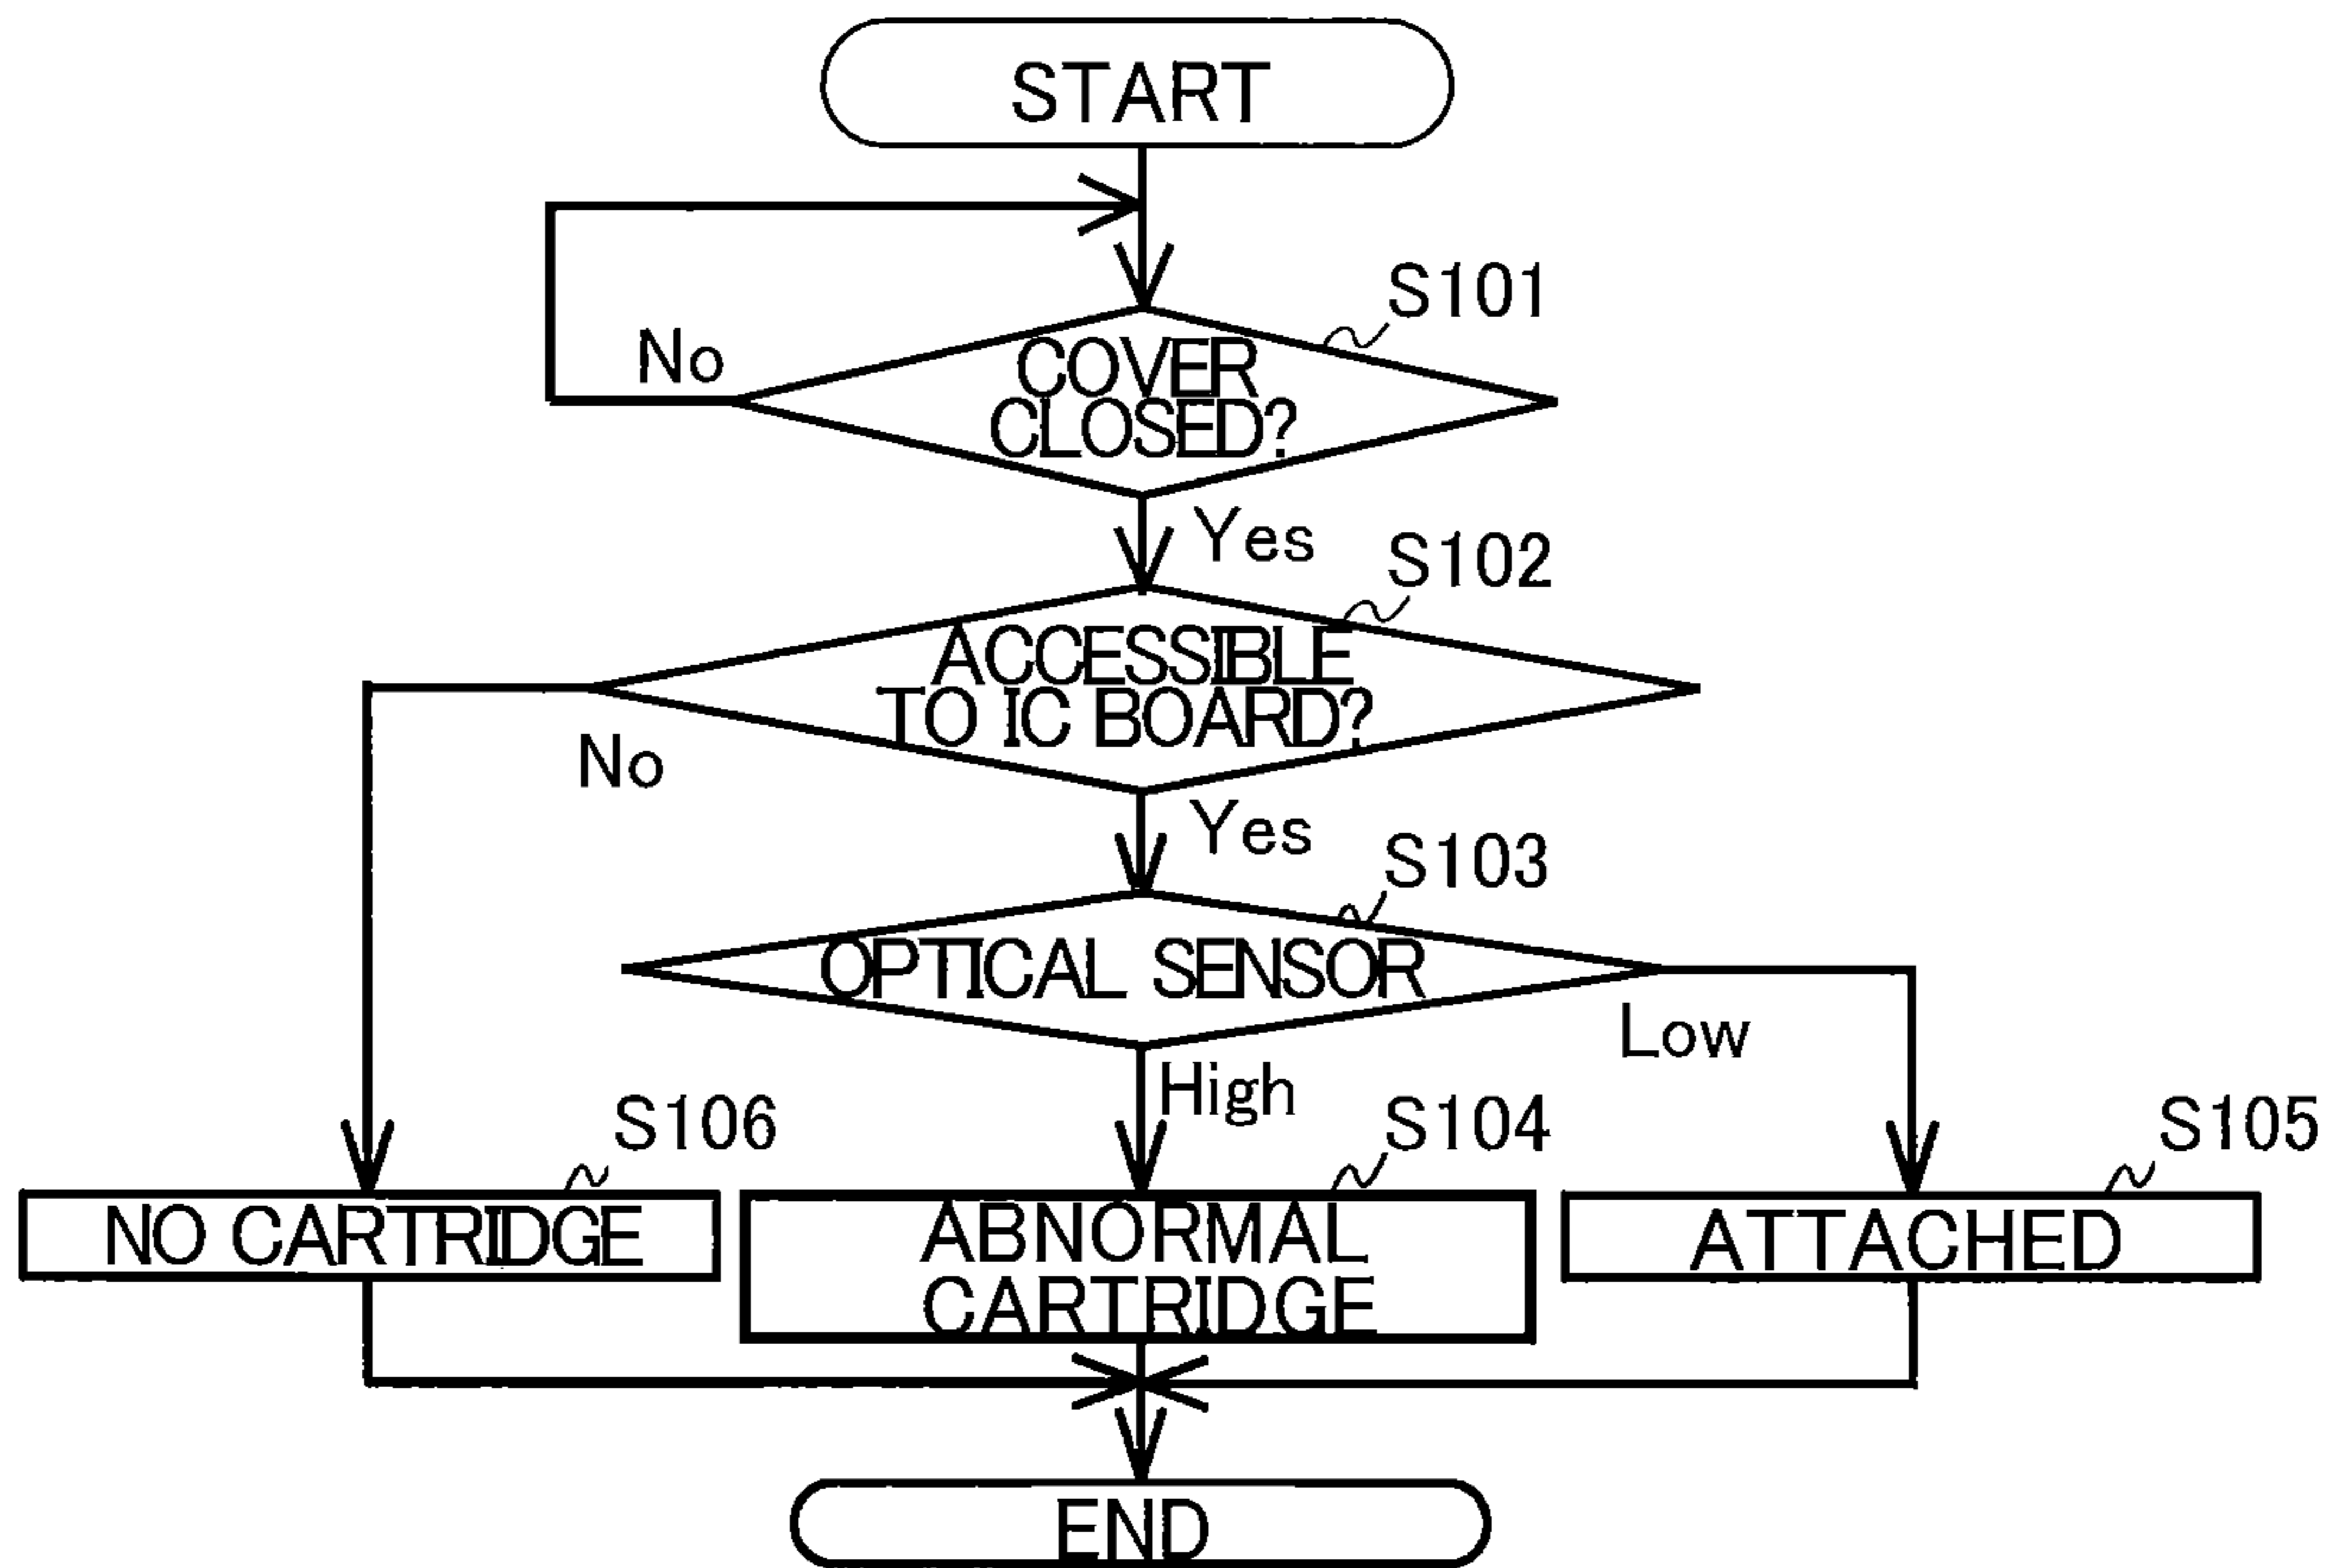 START
S101
No
COVER
CLOSED?
Yes
S102
ACCESSIBLE
TO IC BOARD?
No
Yes
S103
OPTICAL SENSOR
Low
High
S106
S104
S105
NO CARTRIDGE
ABNORMAL
CARTRIDGE
ATTACHED
END